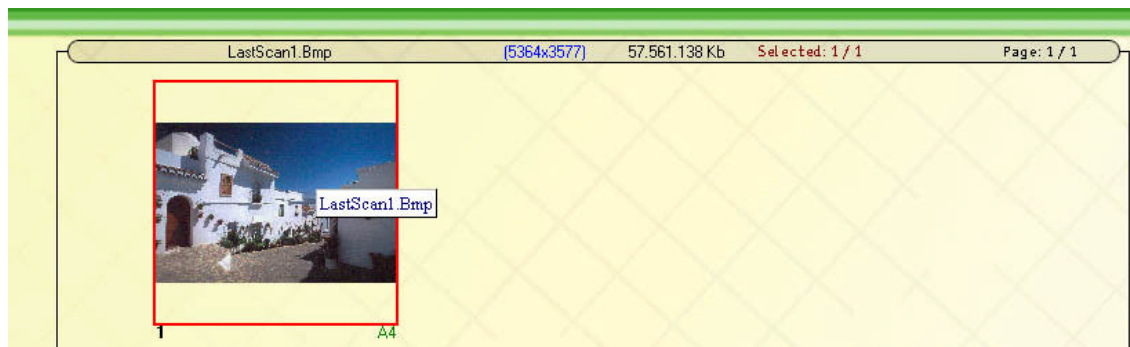 LastScan1.Bmp (5364x3577) 57.561.138 Kb Selected: 1 / 1 Page: 1 / 1
LastScan1.Bmp
1 A4